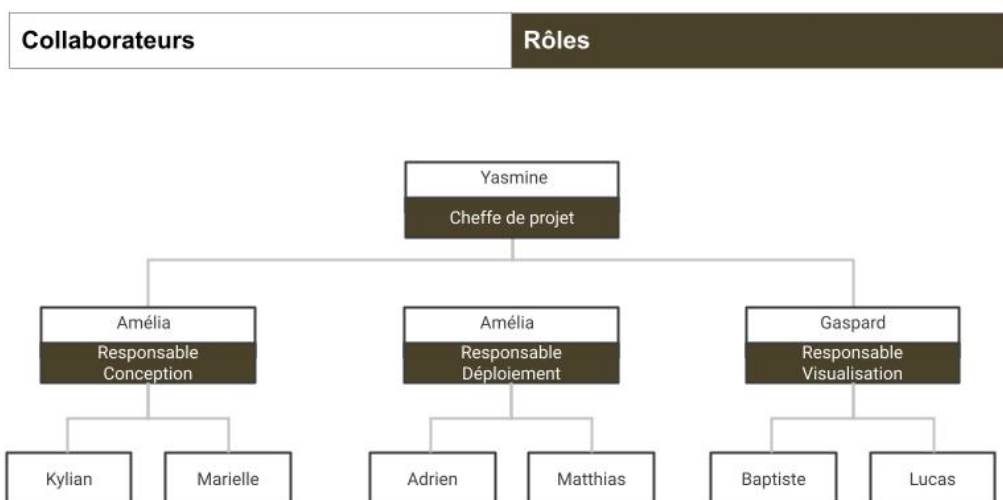 Collaborateurs
Rôles
Yasmine
Cheffe de projet
Amélia
Responsable
Conception
Amélia
Responsable
Déploiement
Gaspard
Responsable
Visualisation
Kylian
Marielle
Adrien
Matthias
Baptiste
Lucas